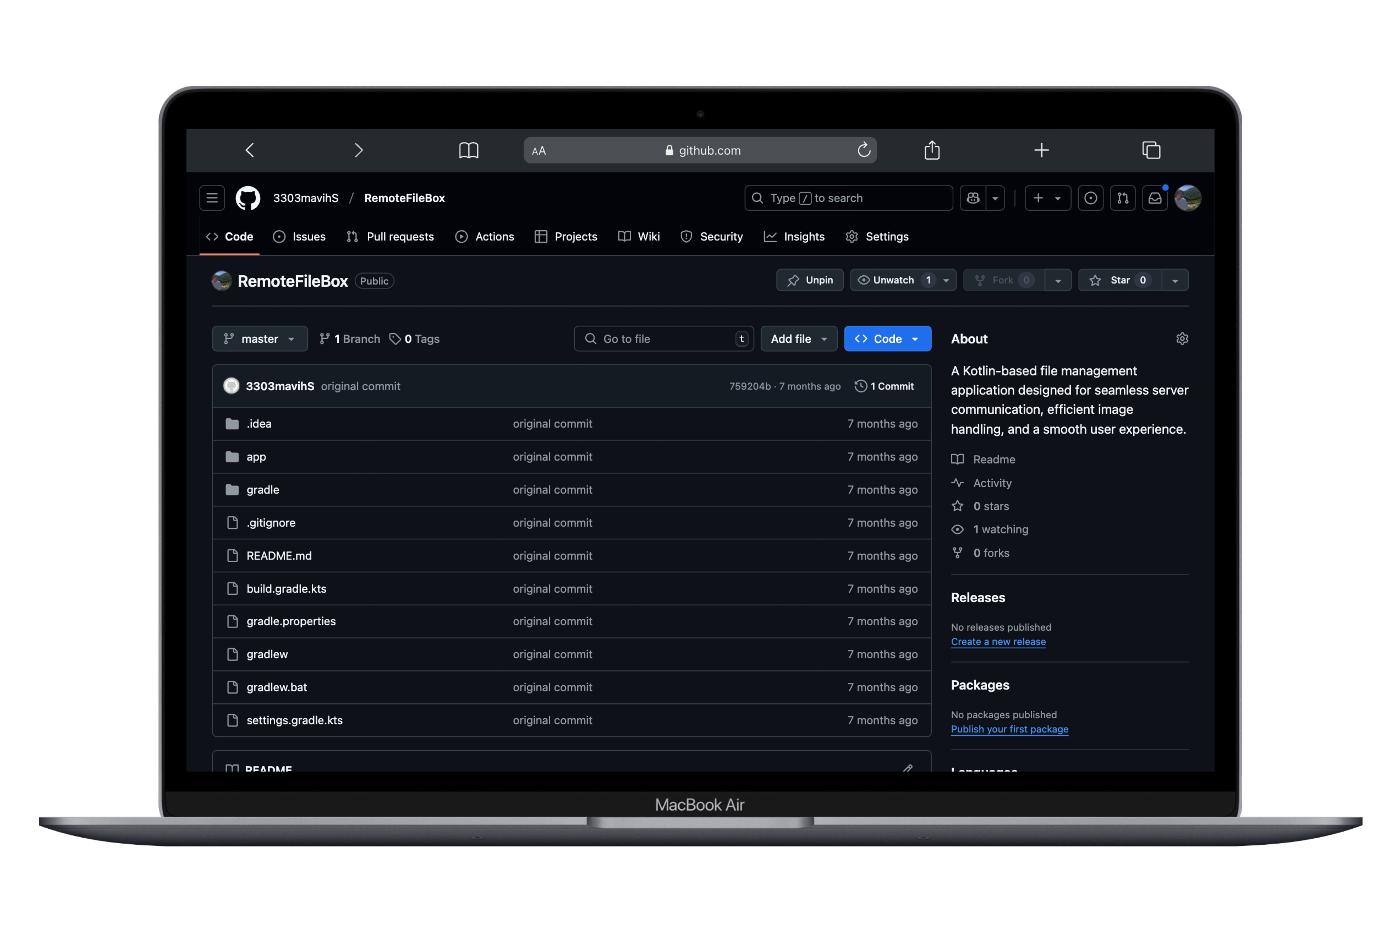 AA github.com
3303mavihS / RemoteFileBox Type / to search
Code Issues Pull requests Actions Projects Wiki Security Insights Settings
RemoteFileBox Public Unpin Unwatch 1 Fork 0 Star 0
master 1 Branch 0 Tags Go to file t Add file Code
3303mavihS original commit 759204b · 7 months ago 1 Commit
.idea original commit 7 months ago
app original commit 7 months ago
gradle original commit 7 months ago
.gitignore original commit 7 months ago
README.md original commit 7 months ago
build.gradle.kts original commit 7 months ago
gradle.properties original commit 7 months ago
gradlew original commit 7 months ago
gradlew.bat original commit 7 months ago
settings.gradle.kts original commit 7 months ago
README
About
A Kotlin-based file management
application designed for seamless server
communication, efficient image
handling, and a smooth user experience.
Readme
Activity
0 stars
1 watching
0 forks
Releases
No releases published
Create a new release
Packages
No packages published
Publish your first package
Languages
MacBook Air